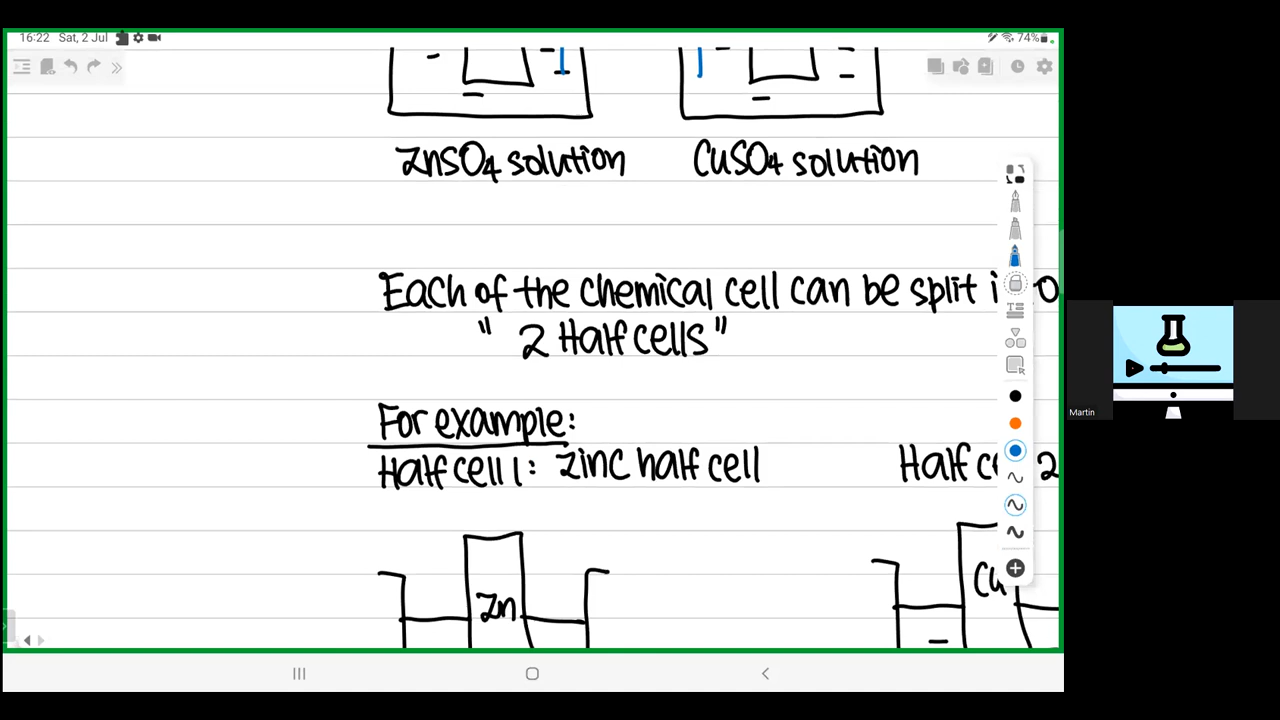 16:22 Sat, 2 Jul 74%
ZnSO4 solution CuSO4 solution
Each of the chemical cell can be split
" 2 Half cells "
For example:
Half cell 1: zinc half cell Half 2
Zn Cu
Martin